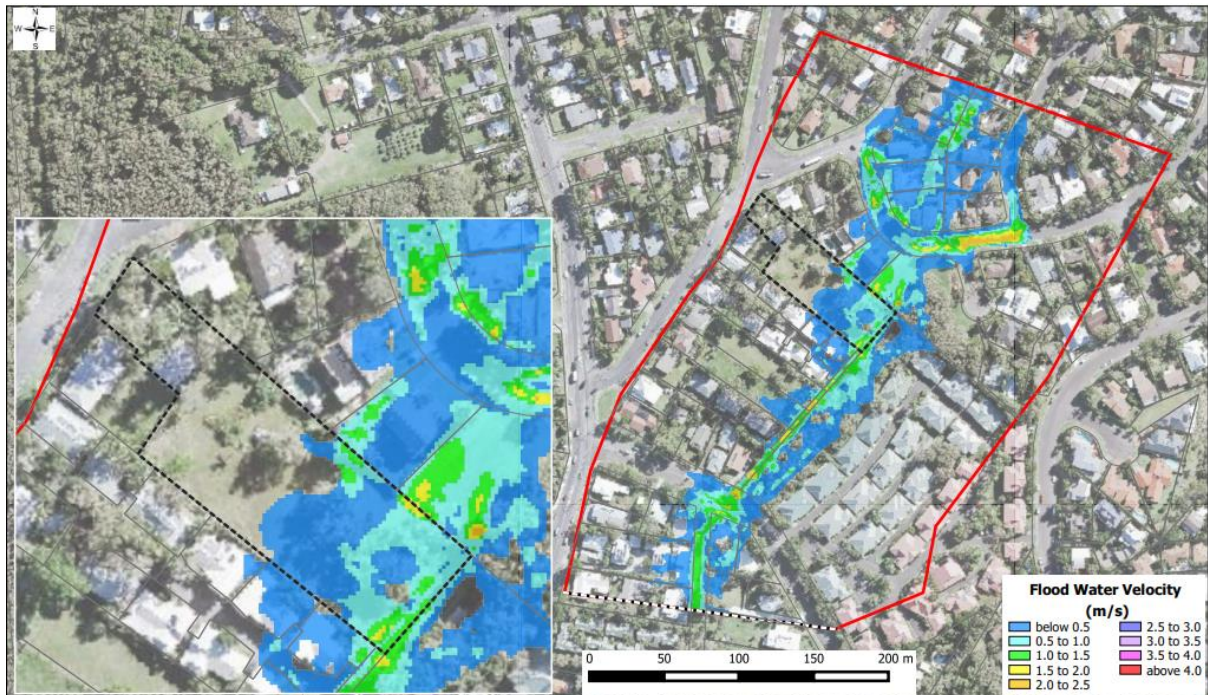 N
W E
S
Flood Water Velocity
(m/s)
below 0.5
0.5 to 1.0
1.0 to 1.5
1.5 to 2.0
2.0 to 2.5
2.5 to 3.0
3.0 to 3.5
3.5 to 4.0
above 4.0
0 50 100 150 200 m